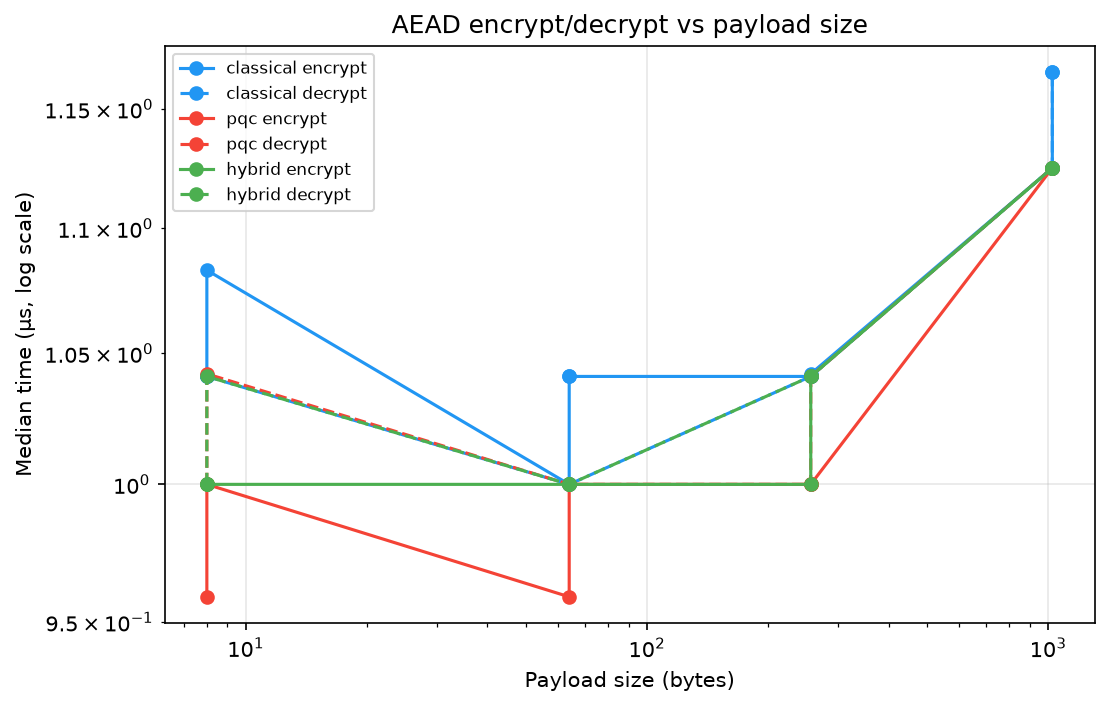 AEAD encrypt/decrypt vs payload size
classical encrypt
classical decrypt
pqc encrypt
pqc decrypt
hybrid encrypt
hybrid decrypt
Median time (µs, log scale)
1.15 × 10⁰
1.1 × 10⁰
1.05 × 10⁰
10⁰
9.5 × 10⁻¹
10¹ 10² 10³
Payload size (bytes)